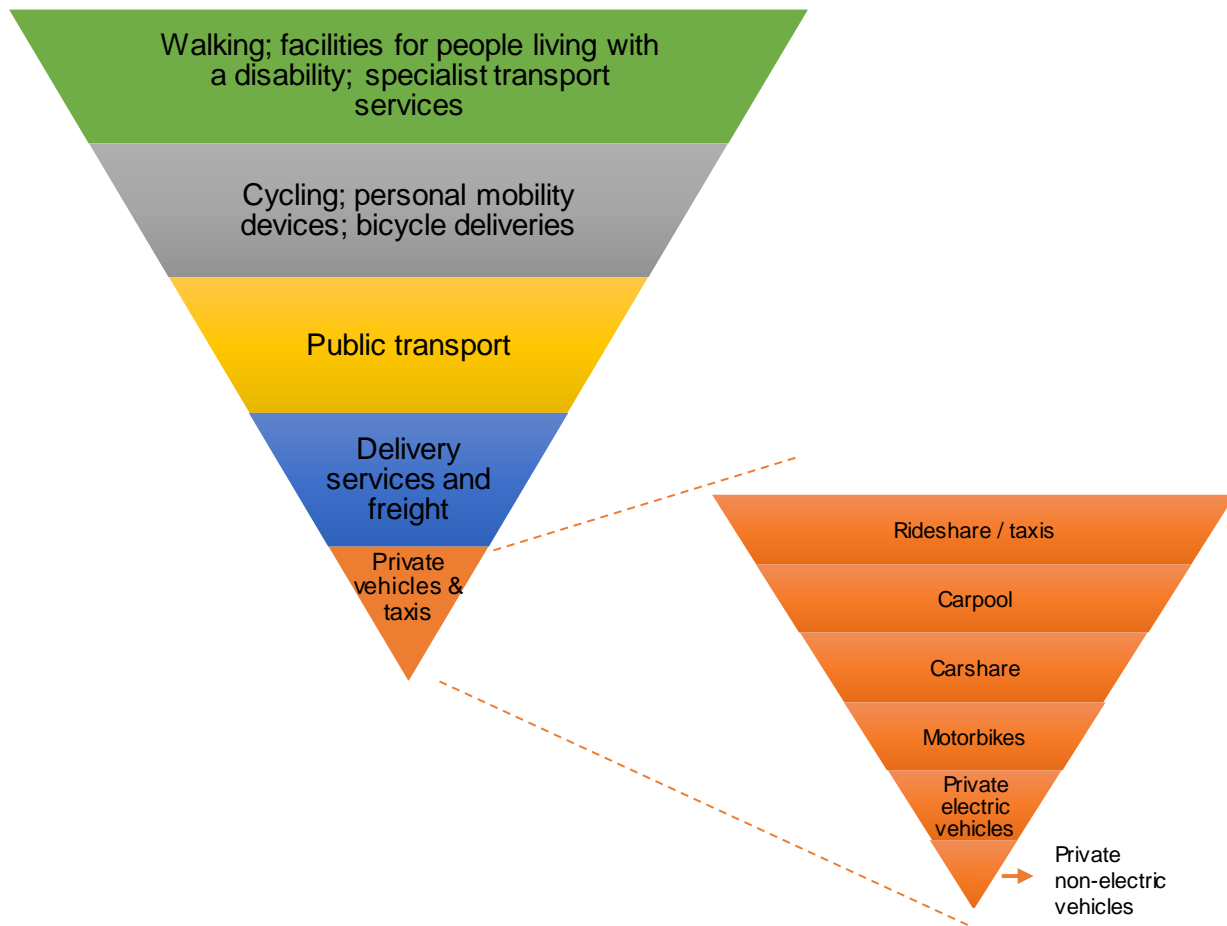 Walking; facilities for people living with
a disability; specialist transport
services
Cycling; personal mobility
devices; bicycle deliveries
Public transport
Delivery
services and
freight
Private
vehicles &
taxis
Rideshare / taxis
Carpool
Carshare
Motorbikes
Private
electric
vehicles
Private
non-electric
vehicles